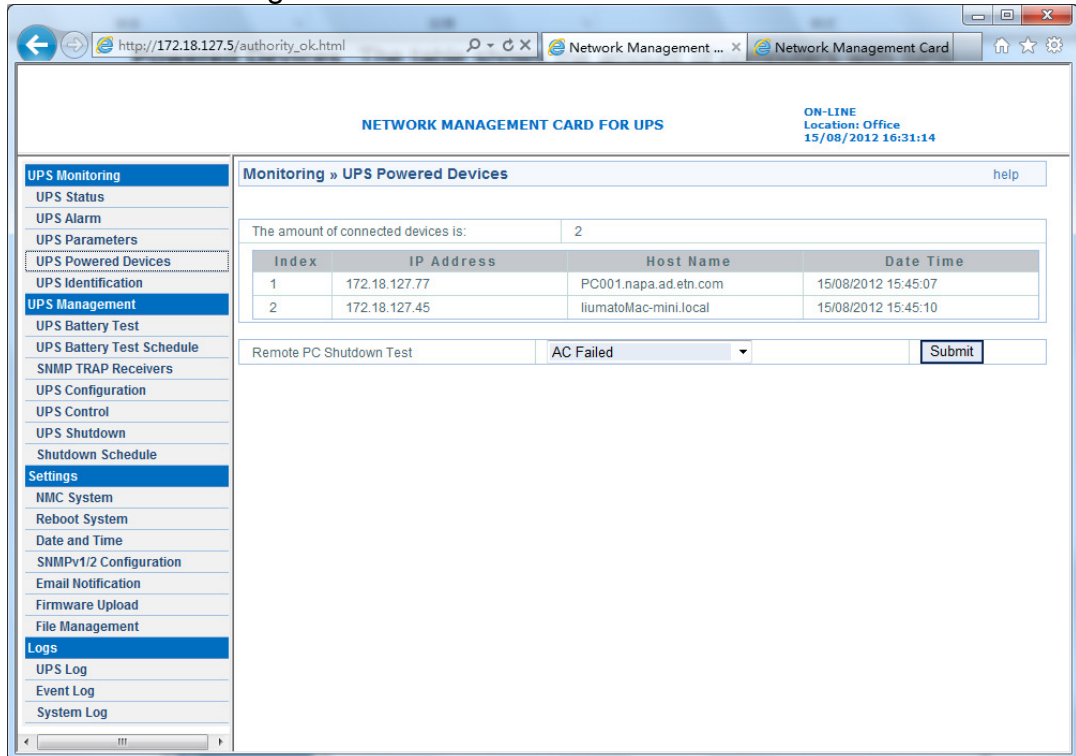 http://172.18.127.5/authority_ok.html
Network Management ...
Network Management Card
NETWORK MANAGEMENT CARD FOR UPS
ON-LINE
Location: Office
15/08/2012 16:31:14
UPS Monitoring
UPS Status
UPS Alarm
UPS Parameters
UPS Powered Devices
UPS Identification
UPS Management
UPS Battery Test
UPS Battery Test Schedule
SNMP TRAP Receivers
UPS Configuration
UPS Control
UPS Shutdown
Shutdown Schedule
Settings
NMC System
Reboot System
Date and Time
SNMPv1/2 Configuration
Email Notification
Firmware Upload
File Management
Logs
UPS Log
Event Log
System Log
Monitoring » UPS Powered Devices
help
The amount of connected devices is: 2
Index IP Address Host Name Date Time
1 172.18.127.77 PC001.napa.ad.etn.com 15/08/2012 15:45:07
2 172.18.127.45 liumatoMac-mini.local 15/08/2012 15:45:10
Remote PC Shutdown Test AC Failed Submit